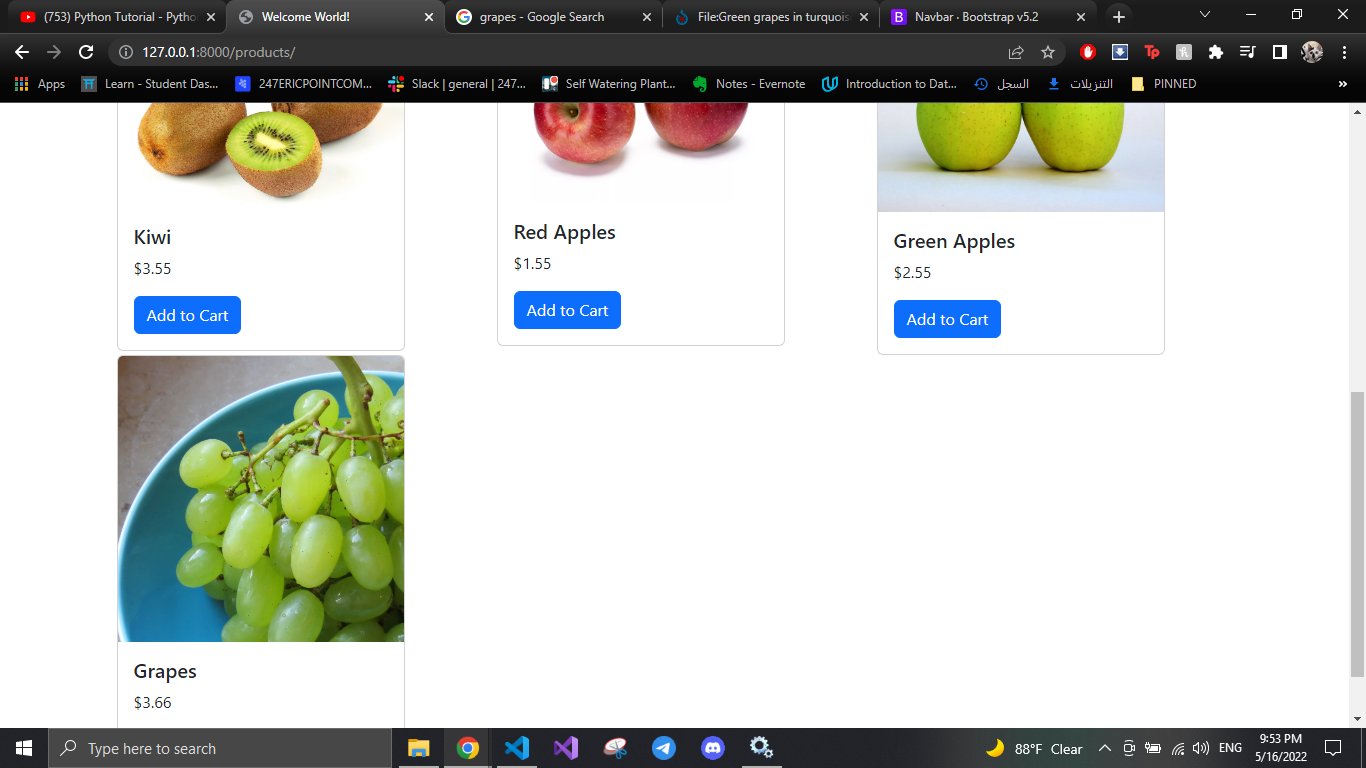 (753) Python Tutorial - Pytho
Welcome World!
grapes - Google Search
File:Green grapes in turquois
Navbar · Bootstrap v5.2
127.0.0.1:8000/products/
Apps
Learn - Student Das...
247ERICPOINTCOM...
Slack | general | 247...
Self Watering Plant...
Notes - Evernote
Introduction to Dat...
السجل
التنزيلات
PINNED
»
Kiwi
$3.55
Add to Cart
Red Apples
$1.55
Add to Cart
Green Apples
$2.55
Add to Cart
Grapes
$3.66
Type here to search
88°F Clear
ENG
9:53 PM
5/16/2022